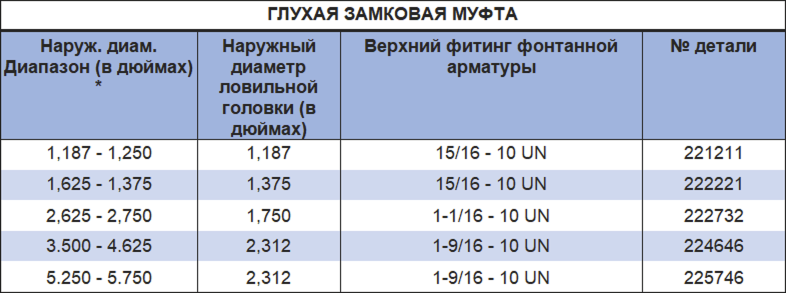 ГЛУХАЯ ЗАМКОВАЯ МУФТА
Наруж. диам.
Диапазон (в дюймах)
*
Наружный
диаметр
ловильной
головки (в
дюймах)
Верхний фитинг фонтанной
арматуры
№ детали
1,187 - 1,250 1,187 15/16 - 10 UN 221211
1,625 - 1,375 1,375 15/16 - 10 UN 222221
2,625 - 2,750 1,750 1-1/16 - 10 UN 222732
3.500 - 4.625 2,312 1-9/16 - 10 UN 224646
5.250 - 5.750 2,312 1-9/16 - 10 UN 225746